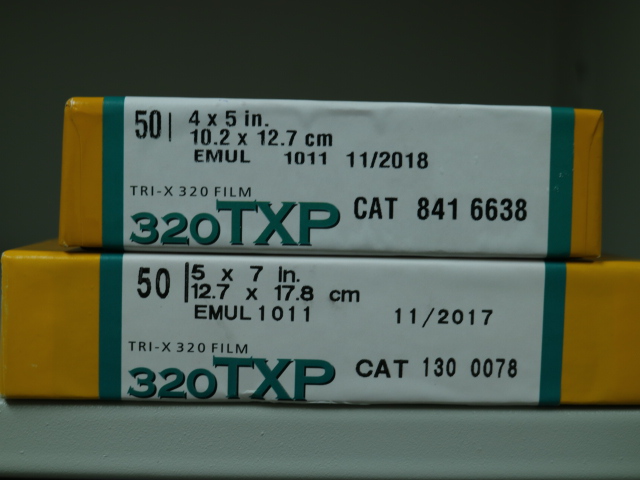 50 | 4 x 5 in.
10.2 x 12.7 cm
EMUL 1011 11/2018
TRI-X 320 FILM
320TXP CAT 841 6638
50 | 5 x 7 in.
12.7 x 17.8 cm
EMUL 1011 11/2017
TRI-X 320 FILM
320TXP CAT 130 0078